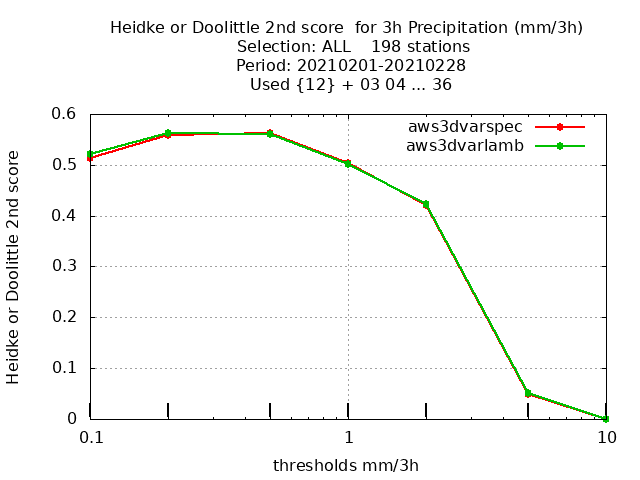 Heidke or Doolittle 2nd score  for 3h Precipitation (mm/3h)
Selection: ALL    198 stations
Period: 20210201-20210228
Used {12} + 03 04 ... 36
aws3dvarspec
aws3dvarlamb
Heidke or Doolittle 2nd score
0.6
0.5
0.4
0.3
0.2
0.1
0
0.1
1
10
thresholds mm/3h